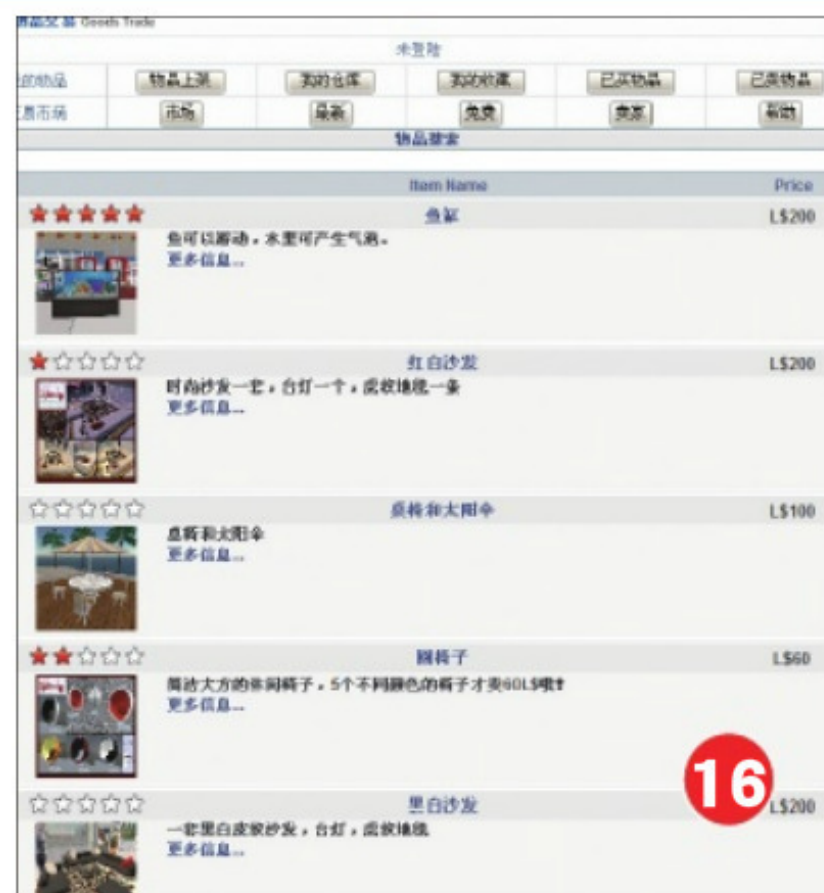 物品交易 Goods Trade
未登陆
的物品 物品上架 我的仓库 我的收藏 已买物品 已卖物品
易市场 市场 最新 免费 卖家 帮助
物品搜索
Item Name Price
鱼缸 L$200
鱼可以游动，水里可产生气泡。
更多信息...
红白沙发 L$200
时尚沙发一套，台灯一个，皮纹地毯一条
更多信息...
桌椅和太阳伞 L$100
桌椅和太阳伞
更多信息...
圆椅子 L$60
简洁大方的休闲椅子，5个不同颜色的椅子才卖60L$哦!
更多信息...
16
黑白沙发 L$200
一套黑白皮纹沙发，台灯，皮纹地毯
更多信息...